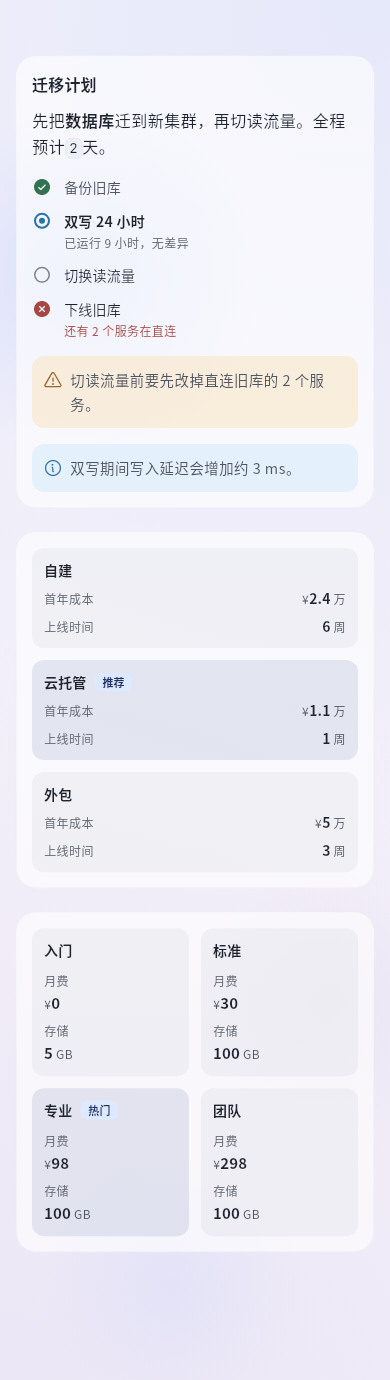 迁移计划
先把数据库迁到新集群，再切读流量。全程
预计 2 天。
备份旧库
双写 24 小时
已运行 9 小时，无差异
切换读流量
下线旧库
还有 2 个服务在直连
切读流量前要先改掉直连旧库的 2 个服
务。
双写期间写入延迟会增加约 3 ms。
自建
首年成本 ¥2.4 万
上线时间 6 周
云托管 推荐
首年成本 ¥1.1 万
上线时间 1 周
外包
首年成本 ¥5 万
上线时间 3 周
入门
月费
¥0
存储
5 GB
标准
月费
¥30
存储
100 GB
专业 热门
月费
¥98
存储
100 GB
团队
月费
¥298
存储
100 GB